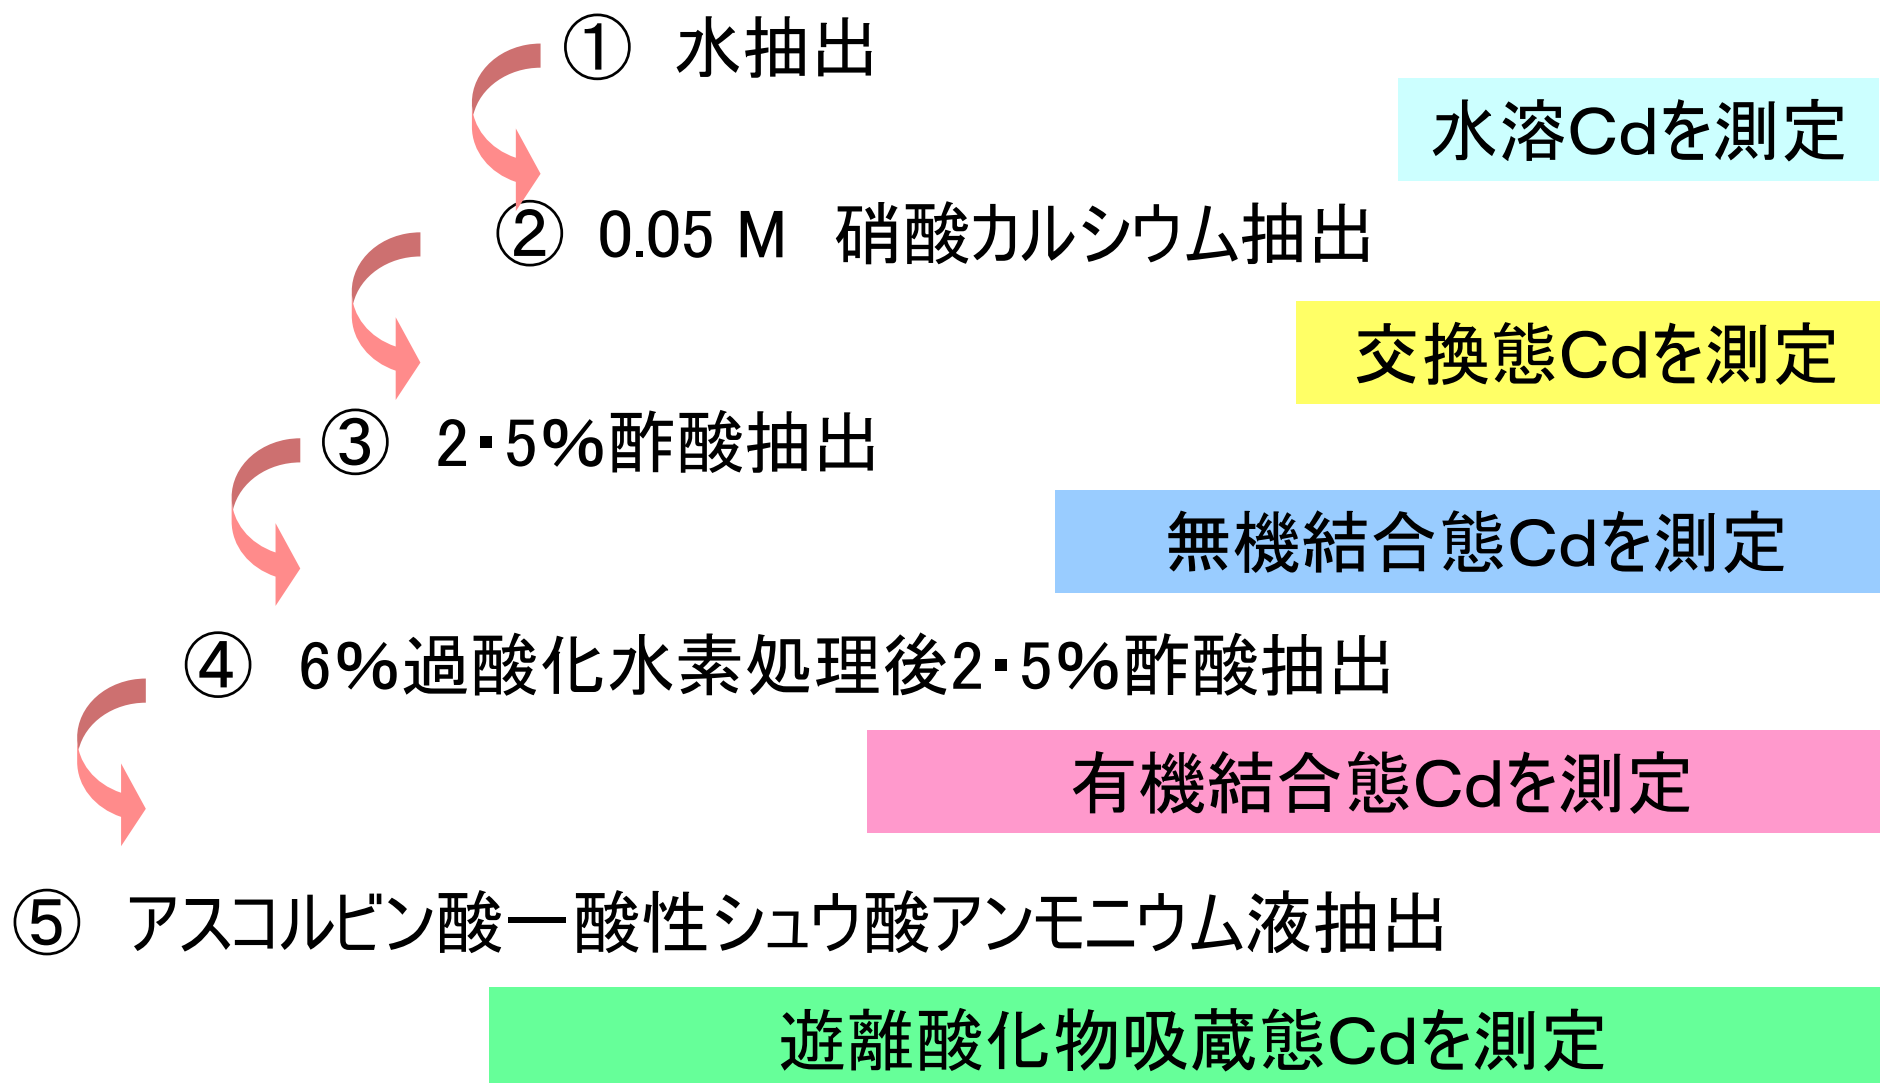 ① 水抽出
水溶Cdを測定
② 0.05 M 硝酸カルシウム抽出
交換態Cdを測定
③ 2・5%酢酸抽出
無機結合態Cdを測定
④ 6%過酸化水素処理後2・5%酢酸抽出
有機結合態Cdを測定
⑤ アスコルビン酸ー酸性シュウ酸アンモニウム液抽出
遊離酸化物吸蔵態Cdを測定